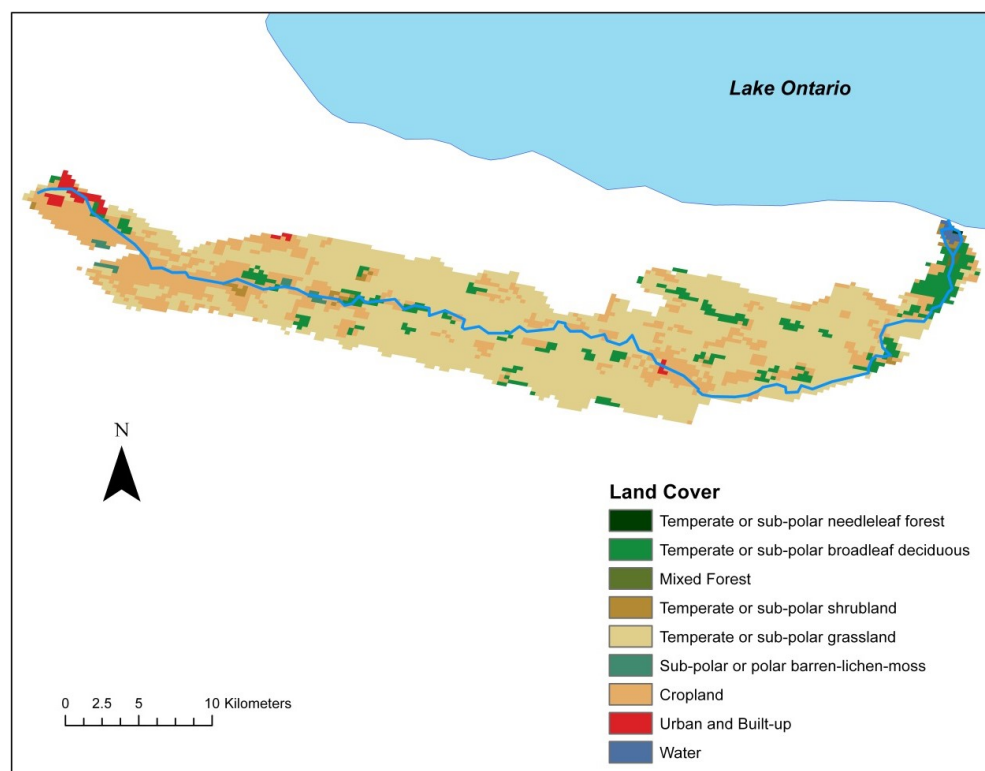 Lake Ontario
N
Land Cover
Temperate or sub-polar needleleaf forest
Temperate or sub-polar broadleaf deciduous
Mixed Forest
Temperate or sub-polar shrubland
Temperate or sub-polar grassland
Sub-polar or polar barren-lichen-moss
Cropland
Urban and Built-up
Water
0 2.5 5 10 Kilometers